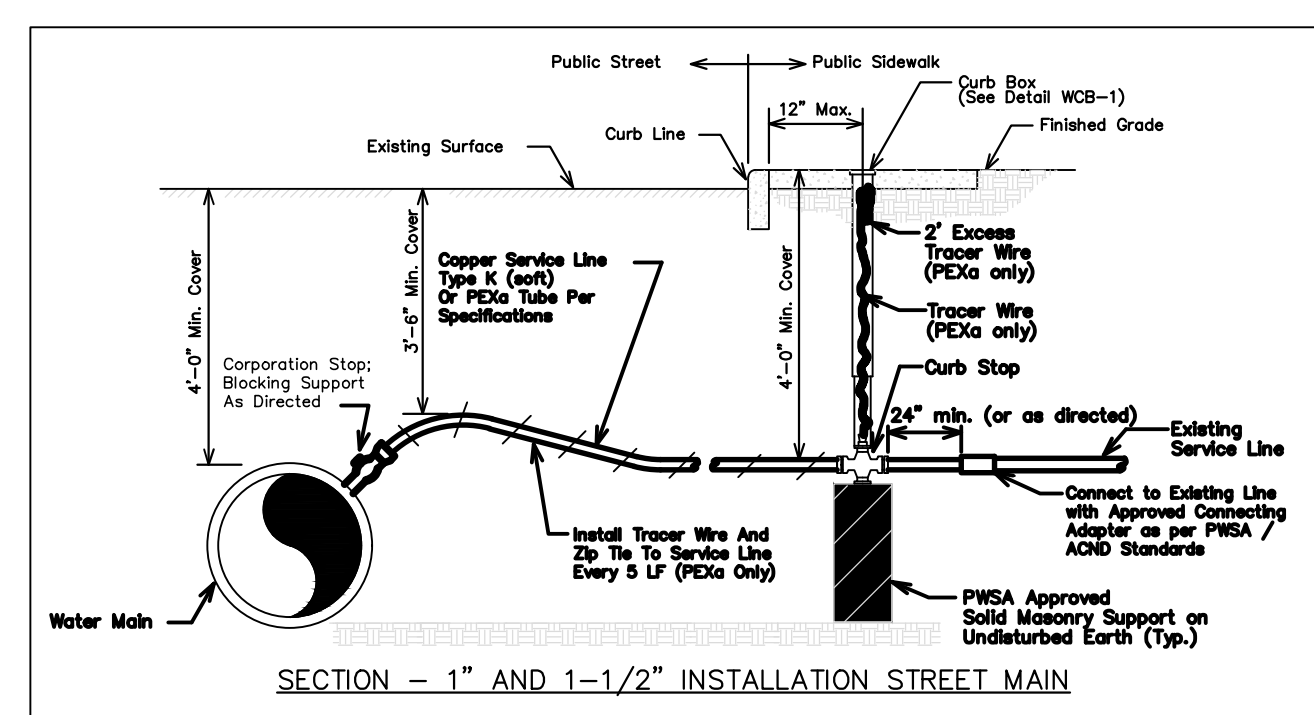 Public Street
Public Sidewalk
Curb Box
(See Detail WCB-1)
12" Max.
Curb Line
Finished Grade
Existing Surface
4'-0" Min. Cover
3'-6" Min. Cover
Copper Service Line
Type K (soft)
Or PEXa Tube Per
Specifications
4'-0" Min. Cover
2' Excess
Tracer Wire
(PEXa only)
Tracer Wire
(PEXa only)
Corporation Stop;
Blocking Support
As Directed
Curb Stop
24" min. (or as directed)
Existing
Service Line
Connect to Existing Line
with Approved Connecting
Adapter as per PWSA /
ACND Standards
Install Tracer Wire And
Zip Tie To Service Line
Every 5 LF (PEXa Only)
Water Main
PWSA Approved
Solid Masonry Support on
Undisturbed Earth (Typ.)
SECTION - 1" AND 1-1/2" INSTALLATION STREET MAIN